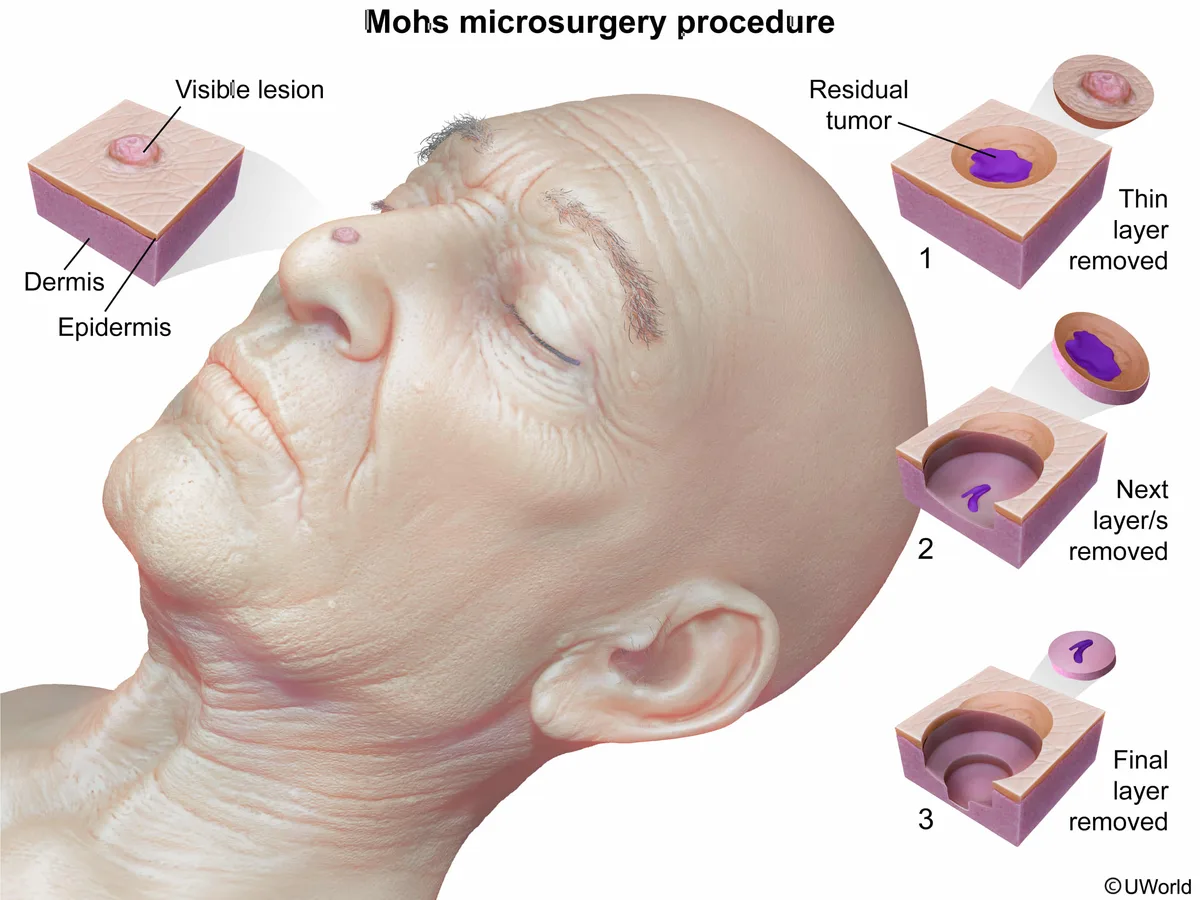 Mohs microsurgery procedure
Visible lesion
Dermis
Epidermis
Residual
tumor
1
Thin
layer
removed
2
Next
layer/s
removed
3
Final
layer
removed
©UWorld